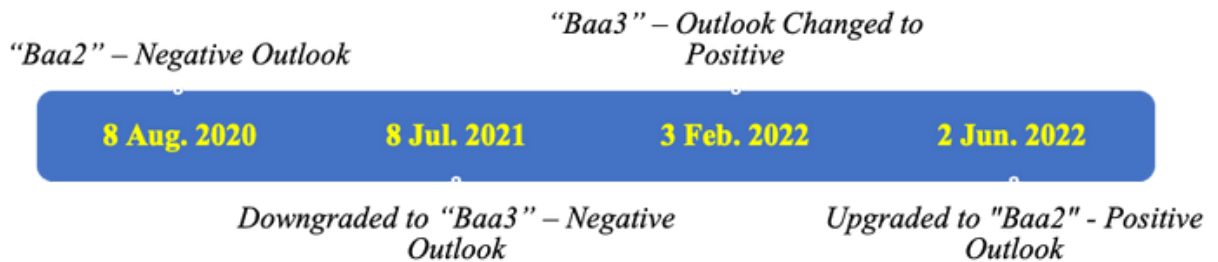 “Baa3” – Outlook Changed to
Positive
“Baa2” – Negative Outlook
8 Aug. 2020
8 Jul. 2021
3 Feb. 2022
2 Jun. 2022
Downgraded to “Baa3” – Negative
Outlook
Upgraded to "Baa2" - Positive
Outlook